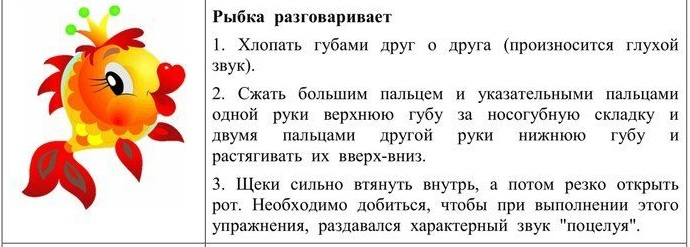 Рыбка разговаривает
1. Хлопать губами друг о друга (произносится глухой
звук).
2. Сжать большим пальцем и указательными пальцами
одной руки верхнюю губу за носогубную складку и
двумя пальцами другой руки нижнюю губу и
растягивать их вверх-вниз.
3. Щеки сильно втянуть внутрь, а потом резко открыть
рот. Необходимо добиться, чтобы при выполнении этого
упражнения, раздавался характерный звук "поцелуя".